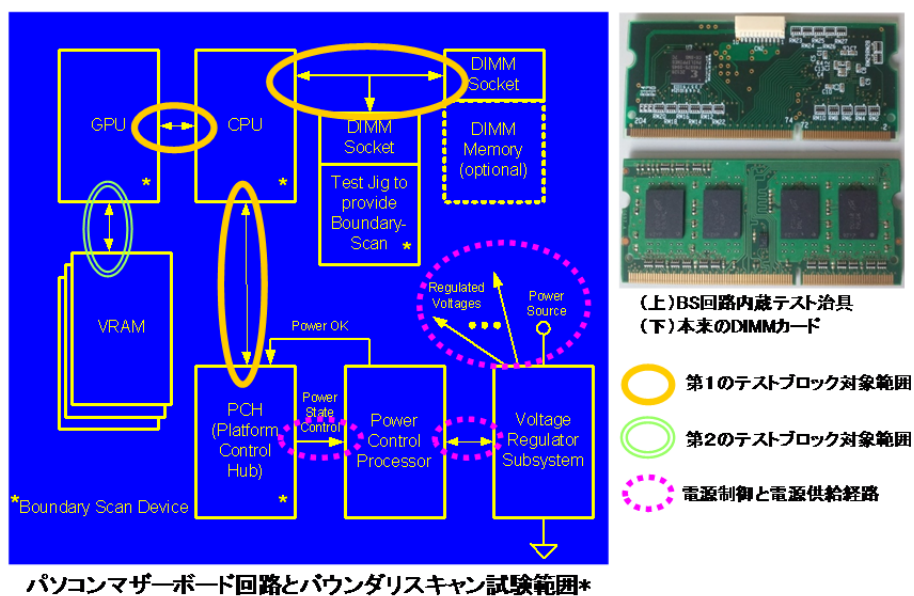 GPU
*
CPU
*
DIMM
Socket
DIMM
Memory
(optional)
DIMM
Socket
Test Jig to
provide
Boundary-
Scan
*
VRAM
Regulated
Voltages
Power
Source
Power OK
PCH
(Platform
Control
Hub)
*
Power
State
Control
Power
Control
Processor
Voltage
Regulator
Subsystem
*Boundary Scan Device
パソコンマザーボード回路とバウンダリスキャン試験範囲*
(上)BS回路内蔵テスト治具
(下)本来のDIMMカード
第1のテストブロック対象範囲
第2のテストブロック対象範囲
電源制御と電源供給経路